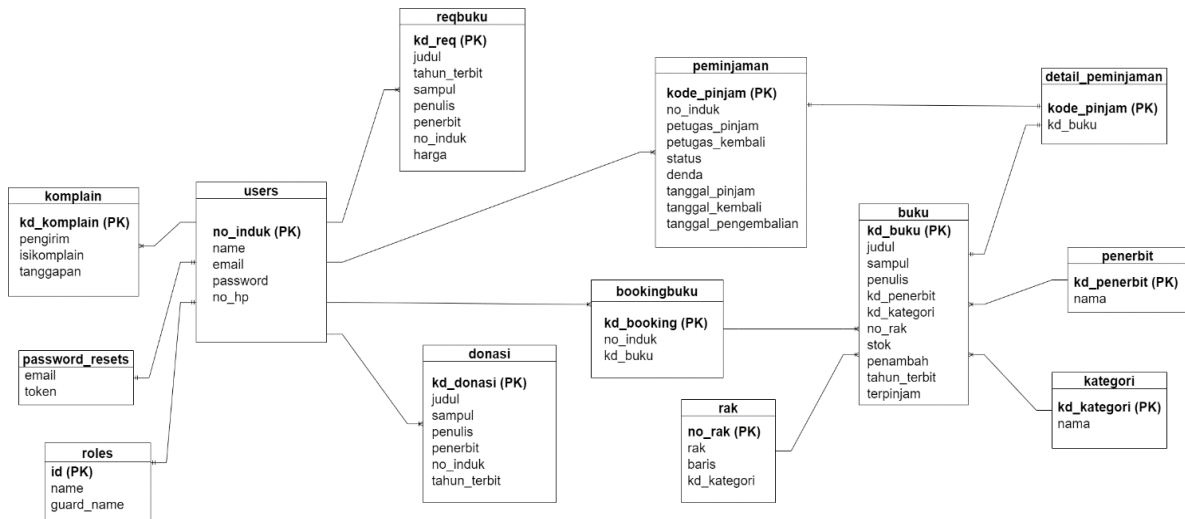 reqbuku
kd_req (PK)
judul
tahun_terbit
sampul
penulis
penerbit
no_induk
harga
peminjaman
kode_pinjam (PK)
no_induk
petugas_pinjam
petugas_kembali
status
denda
tanggal_pinjam
tanggal_kembali
tanggal_pengembalian
detail_peminjaman
kode_pinjam (PK)
kd_buku
komplain
kd_komplain (PK)
pengirim
isikomplain
tanggapan
users
no_induk (PK)
name
email
password
no_hp
buku
kd_buku (PK)
judul
sampul
penulis
kd_penerbit
kd_kategori
no_rak
stok
penambah
tahun_terbit
terpinjam
penerbit
kd_penerbit (PK)
nama
bookingbuku
kd_booking (PK)
no_induk
kd_buku
password_resets
email
token
donasi
kd_donasi (PK)
judul
sampul
penulis
penerbit
no_induk
tahun_terbit
rak
no_rak (PK)
rak
baris
kd_kategori
kategori
kd_kategori (PK)
nama
roles
id (PK)
name
guard_name